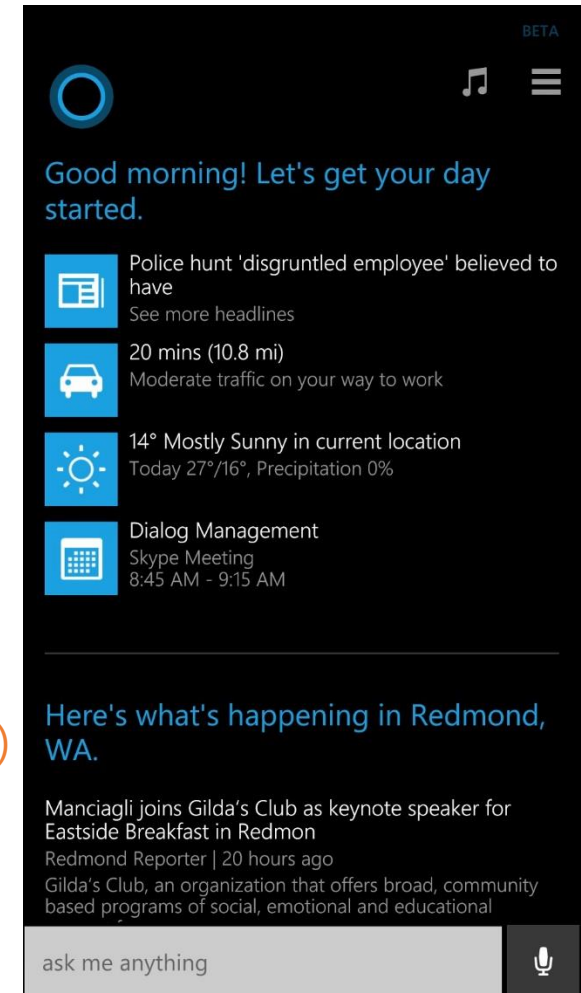 BETA
Good morning! Let's get your day
started.
Police hunt 'disgruntled employee' believed to
have
See more headlines
20 mins (10.8 mi)
Moderate traffic on your way to work
14° Mostly Sunny in current location
Today 27°/16°, Precipitation 0%
Dialog Management
Skype Meeting
8:45 AM - 9:15 AM
Here's what's happening in Redmond,
WA.
Manciagli joins Gilda's Club as keynote speaker for
Eastside Breakfast in Redmon
Redmond Reporter | 20 hours ago
Gilda's Club, an organization that offers broad, community
based programs of social, emotional and educational
ask me anything